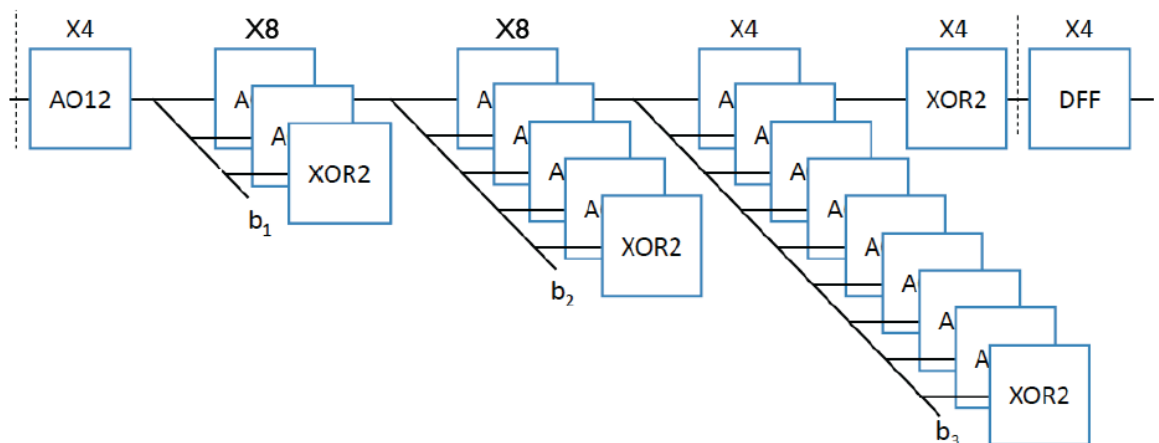 X4 X8 X8 X4 X4 X4
AO12 A A A XOR2 DFF
A A A
XOR2 A A
b₁ A A
XOR2 A
b₂ A
A
A
XOR2
b₃